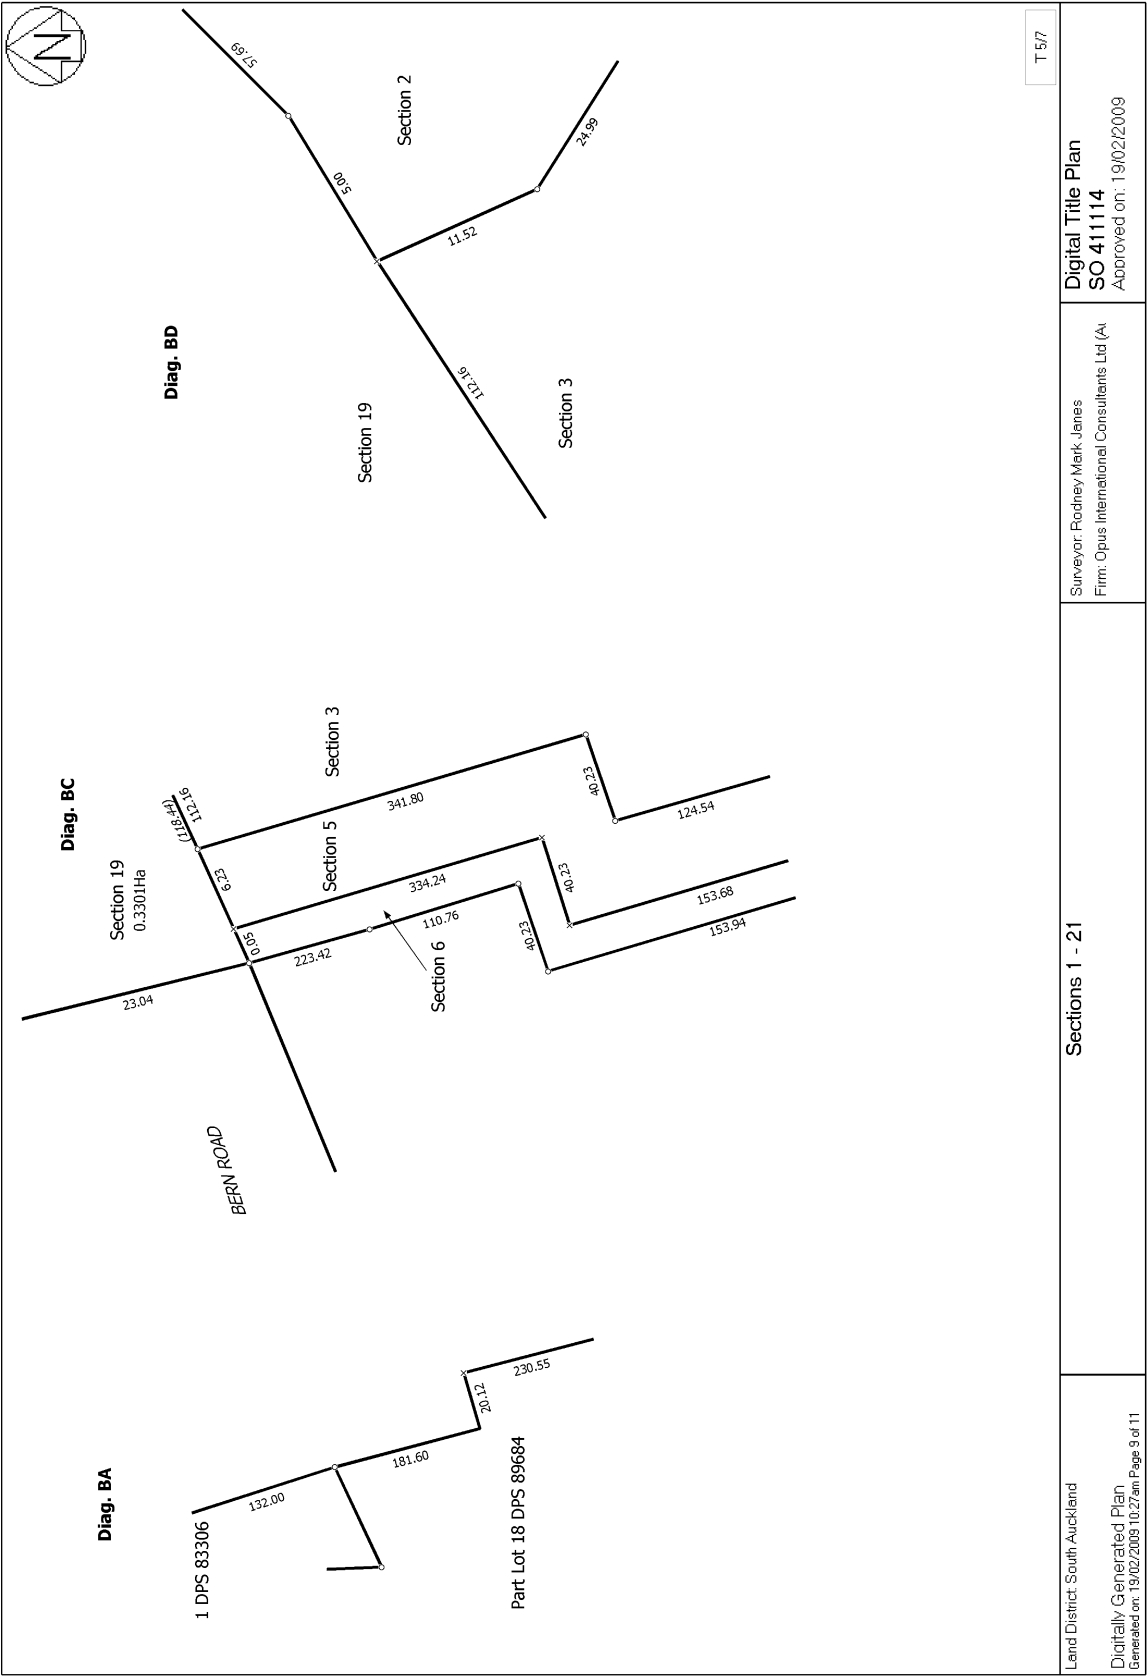 N
Diag. BA
1 DPS 83306
132.00
181.60
20.12
230.55
Part Lot 18 DPS 89684
Diag. BC
Section 19
0.3301Ha
BERN ROAD
23.04
(118.44)
112.16
6.23
0.05
223.42
110.76
334.24
341.80
Section 3
Section 5
Section 6
40.23
40.23
40.23
124.54
153.68
153.94
Diag. BD
57.69
5.00
Section 2
11.52
24.99
112.16
Section 19
Section 3
T 5/7
Land District: South Auckland
Digitally Generated Plan
Generated on: 19/02/2009 10:27am Page 9 of 11
Sections 1 - 21
Surveyor: Rodney Mark Janes
Firm: Opus International Consultants Ltd (Au
Digital Title Plan
SO 411114
Approved on: 19/02/2009